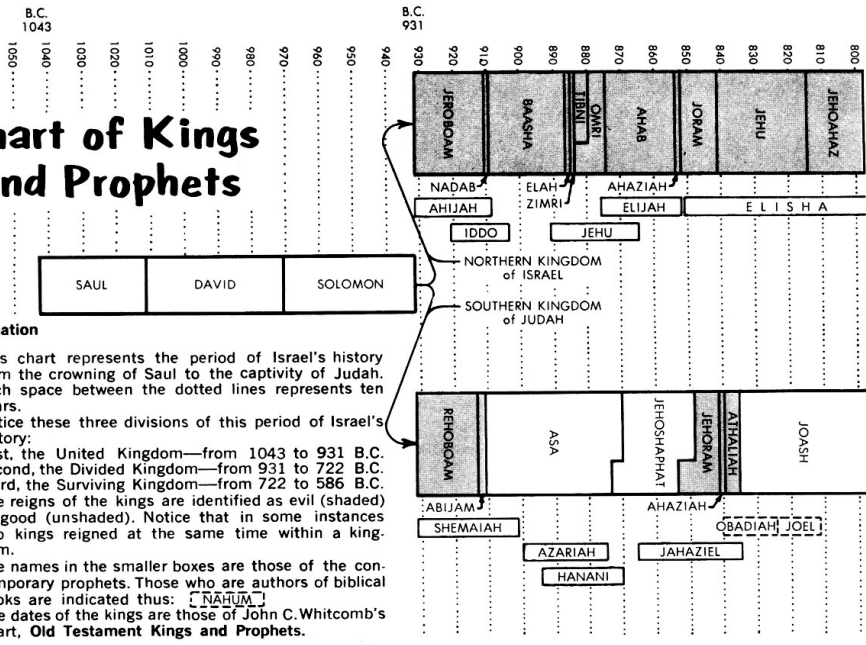 B.C.
1043
B.C.
931
1050 1040 1030 1020 1010 1000 990 980 970 960 950 940 930 920 910 900 890 880 870 860 850 840 830 820 810 800
art of Kings
nd Prophets
JEROBOAM BAASHA TIBNI OMRI AHAB JORAM JEHU JEHOAHAZ
NADAB ELAH AHAZIAH
ZIMRI
AHIJAH ELIJAH ELISHA
IDDO JEHU
NORTHERN KINGDOM
of ISRAEL
SAUL DAVID SOLOMON
SOUTHERN KINGDOM
of JUDAH
ation
s chart represents the period of Israel's history
m the crowning of Saul to the captivity of Judah.
ch space between the dotted lines represents ten
ars.
tice these three divisions of this period of Israel's
tory:
st, the United Kingdom—from 1043 to 931 B.C.
cond, the Divided Kingdom—from 931 to 722 B.C.
rd, the Surviving Kingdom—from 722 to 586 B.C.
e reigns of the kings are identified as evil (shaded)
good (unshaded). Notice that in some instances
o kings reigned at the same time within a king-
m.
e names in the smaller boxes are those of the con-
mporary prophets. Those who are authors of biblical
oks are indicated thus: NAHUM
e dates of the kings are those of John C. Whitcomb's
art, Old Testament Kings and Prophets.
REHOBOAM ASA JEHOSHAPHAT JEHORAM ATHALIAH JOASH
ABIJAM AHAZIAH
SHEMAIAH OBADIAH JOEL
AZARIAH JAHAZIEL
HANANI